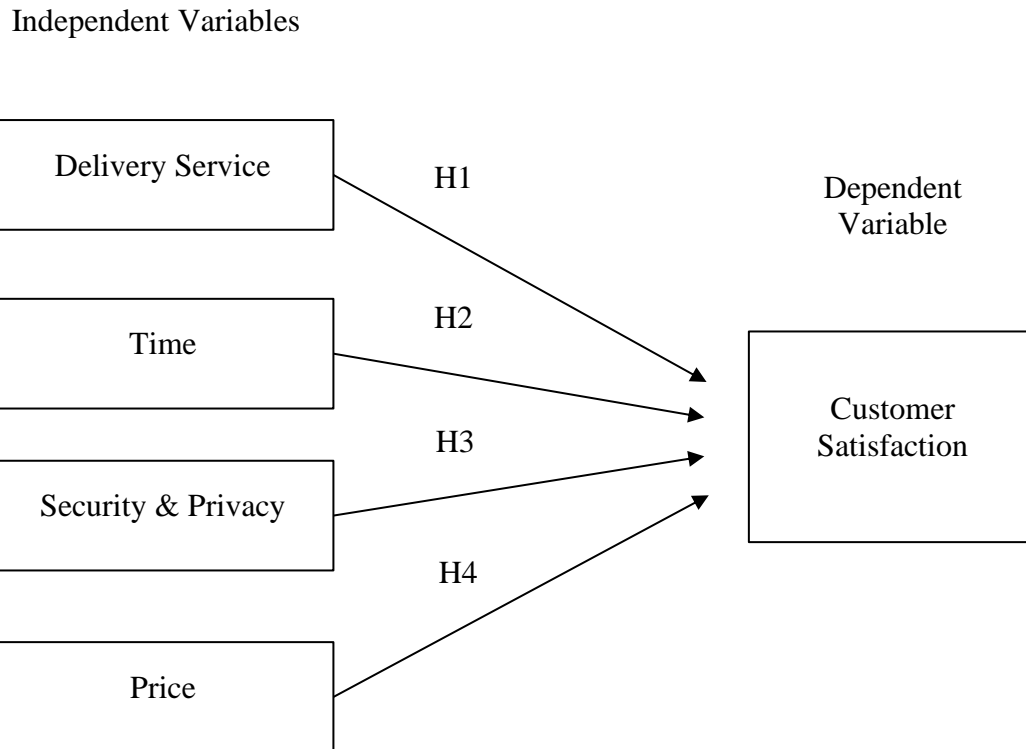 Independent Variables
Delivery Service
H1
Dependent
Variable
Time
H2
Customer
Satisfaction
Security & Privacy
H3
Price
H4